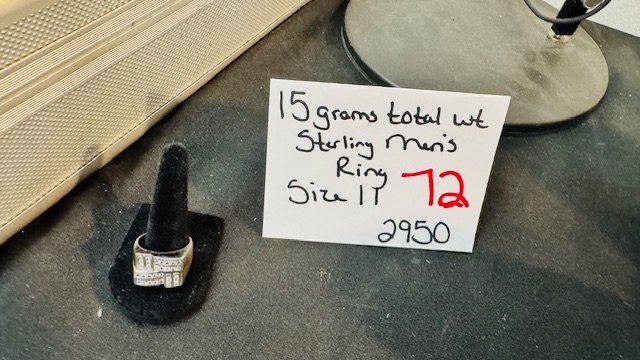 15 grams total wt
Sterling Men's
Ring
Size 11 72
2950